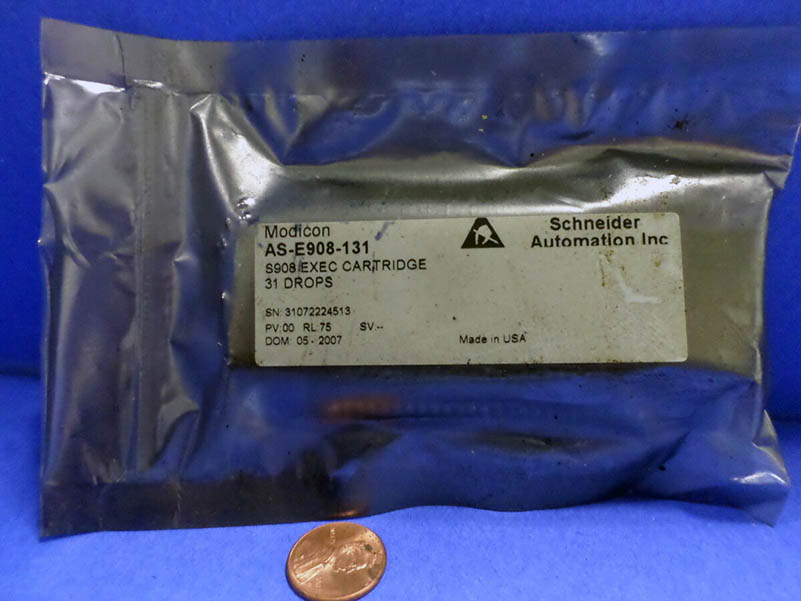 Modicon
AS-E908-131
S908 EXEC CARTRIDGE
31 DROPS
SN: 31072224513
PV:00 RL:75 SV:--
DOM: 05 - 2007
Schneider
Automation Inc
Made in USA